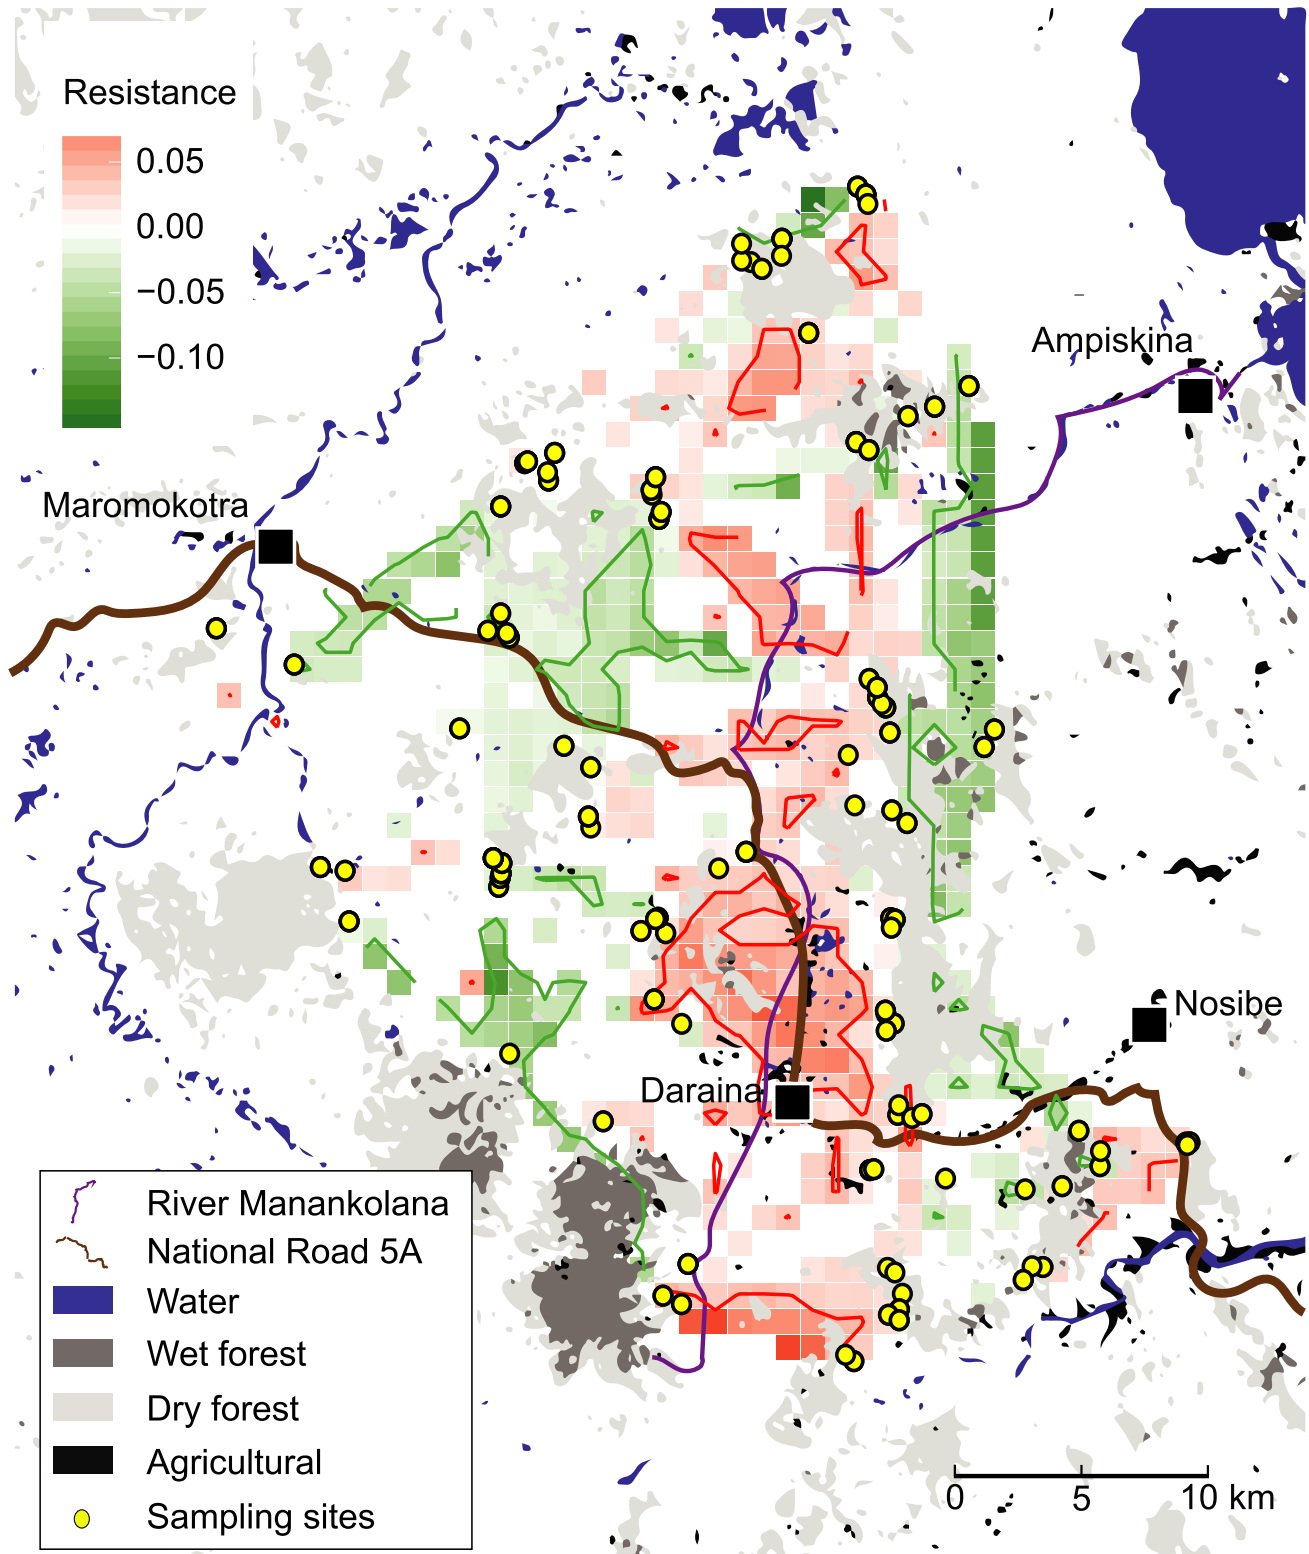 Resistance
0.05
0.00
−0.05
−0.10
Ampiskina
Maromokotra
Nosibe
Daraina
River Manankolana
National Road 5A
Water
Wet forest
Dry forest
Agricultural
Sampling sites
0 5 10 km